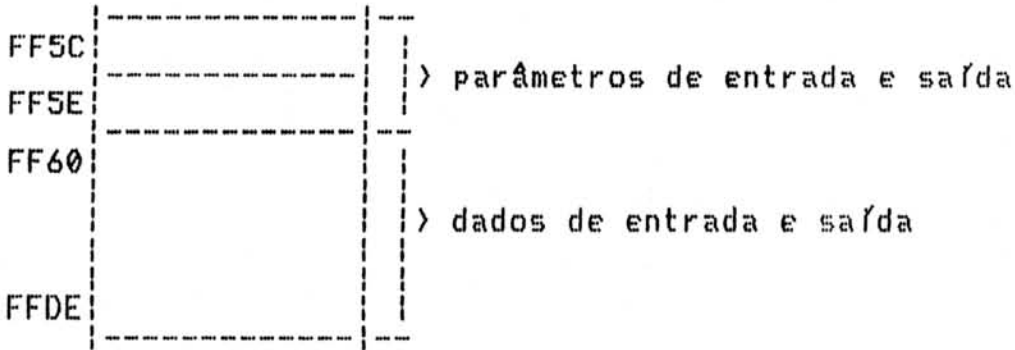 FF5C
> parâmetros de entrada e saída
FF5E
FF60
> dados de entrada e saída
FFDE